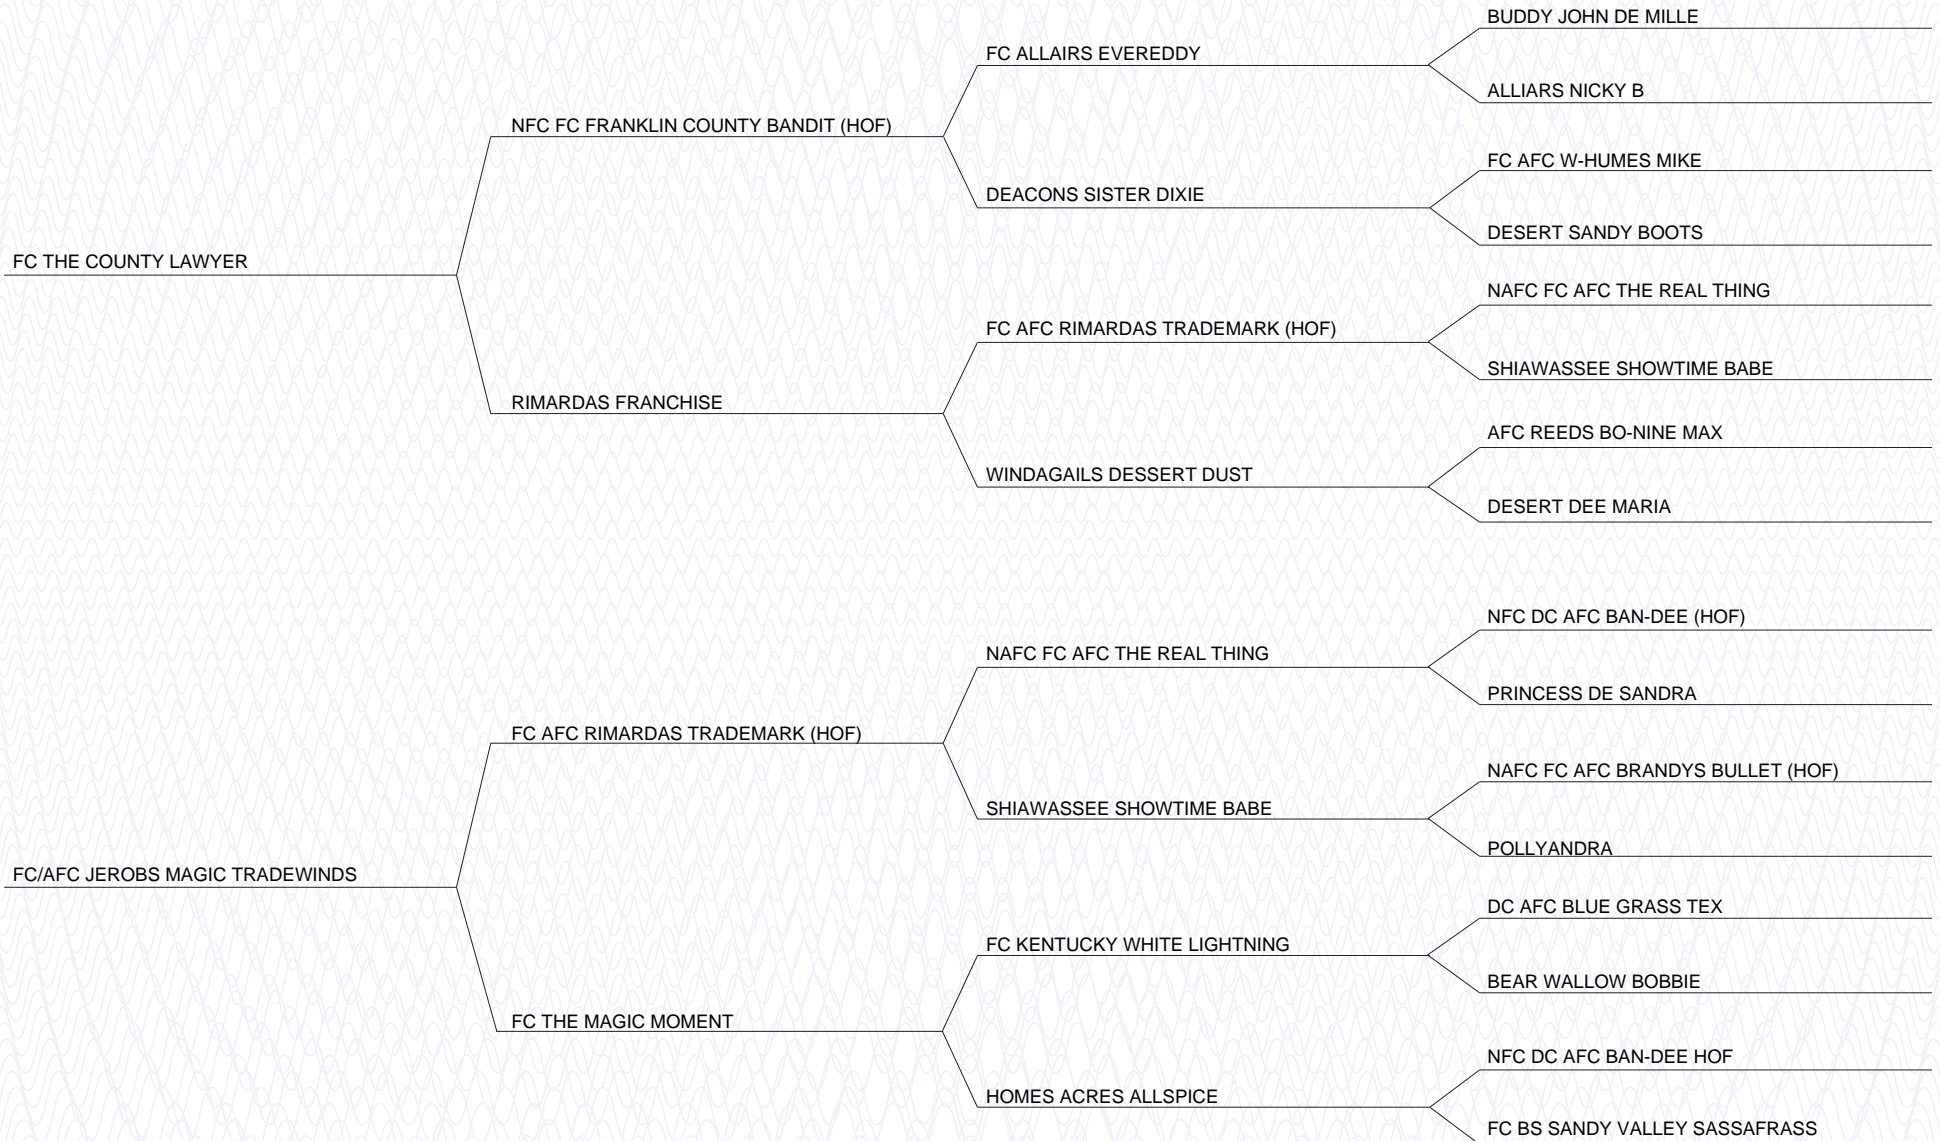 BUDDY JOHN DE MILLE
FC ALLAIRS EVEREDDY
ALLIARS NICKY B
NFC FC FRANKLIN COUNTY BANDIT (HOF)
FC AFC W-HUMES MIKE
DEACONS SISTER DIXIE
DESERT SANDY BOOTS
FC THE COUNTY LAWYER
NAFC FC AFC THE REAL THING
FC AFC RIMARDAS TRADEMARK (HOF)
SHIAWASSEE SHOWTIME BABE
RIMARDAS FRANCHISE
AFC REEDS BO-NINE MAX
WINDAGAILS DESSERT DUST
DESERT DEE MARIA
NFC DC AFC BAN-DEE (HOF)
NAFC FC AFC THE REAL THING
PRINCESS DE SANDRA
FC AFC RIMARDAS TRADEMARK (HOF)
NAFC FC AFC BRANDYS BULLET (HOF)
SHIAWASSEE SHOWTIME BABE
POLLYANDRA
FC/AFC JEROBS MAGIC TRADEWINDS
DC AFC BLUE GRASS TEX
FC KENTUCKY WHITE LIGHTNING
BEAR WALLOW BOBBIE
FC THE MAGIC MOMENT
NFC DC AFC BAN-DEE HOF
HOMES ACRES ALLSPICE
FC BS SANDY VALLEY SASSAFRASS